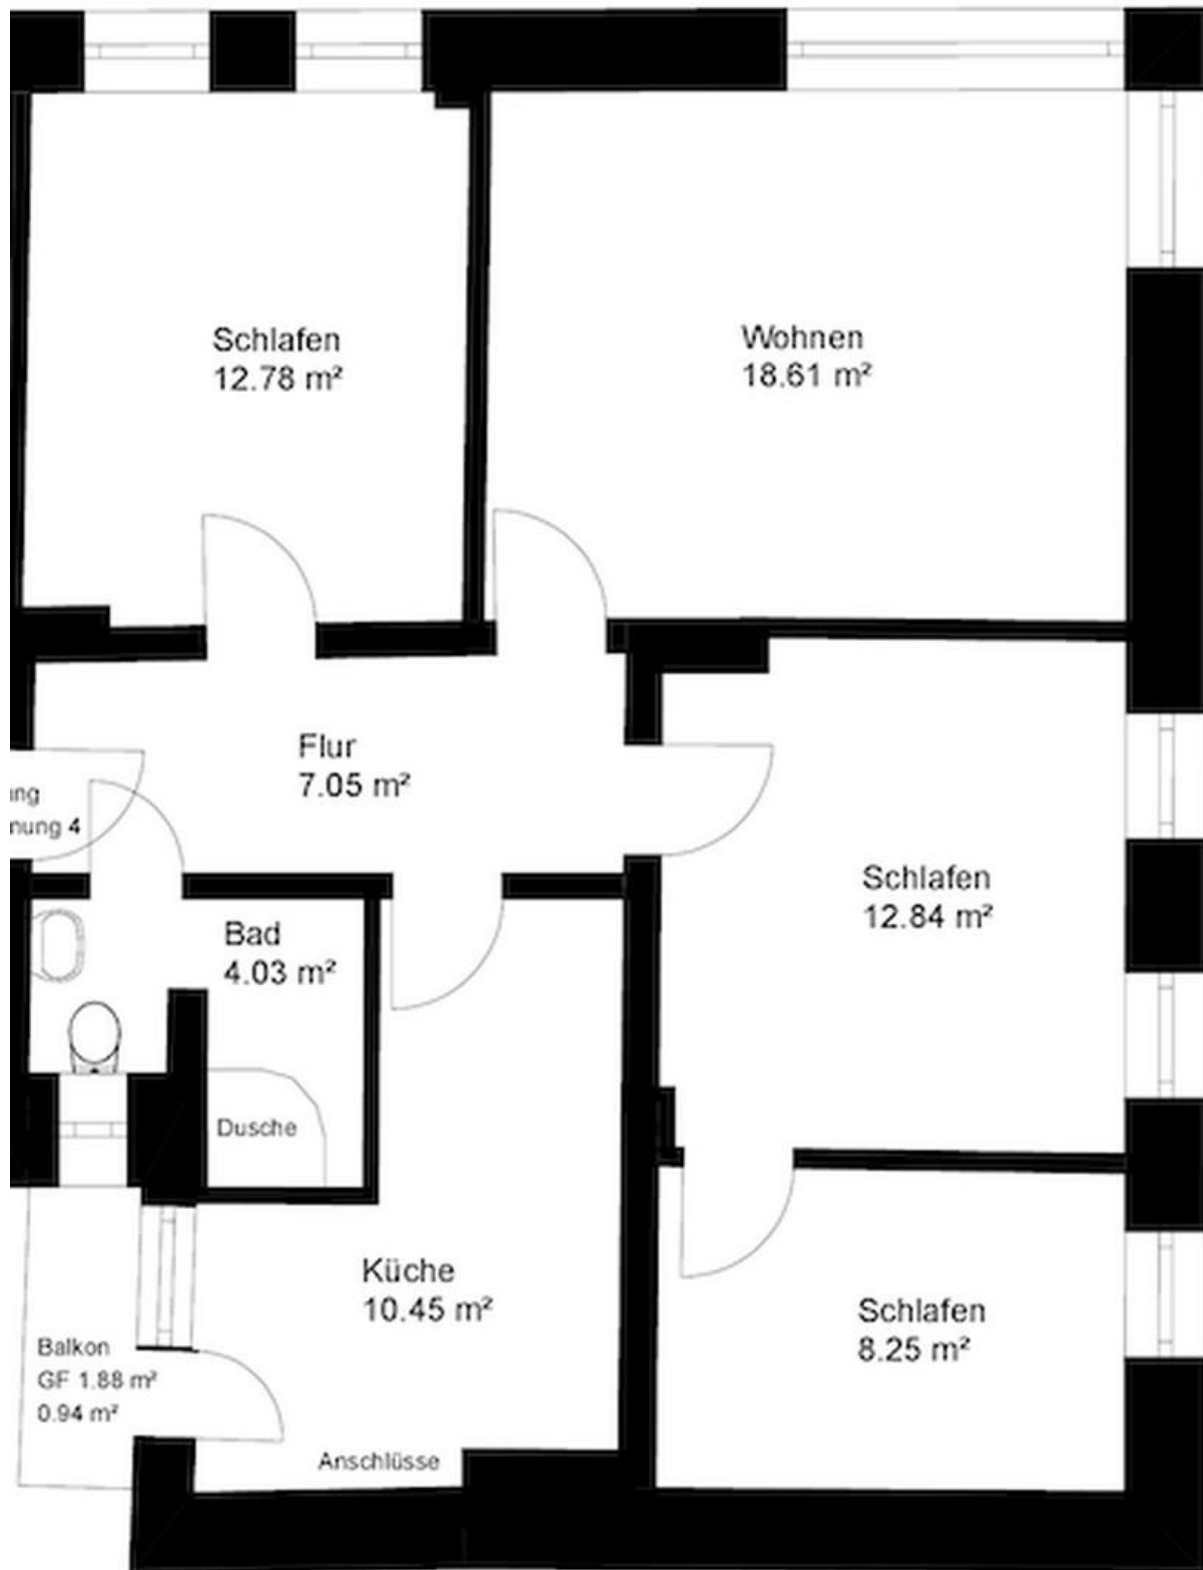 Schlafen
12.78 m²
Wohnen
18.61 m²
Flur
7.05 m²
4
Schlafen
12.84 m²
Bad
4.03 m²
Dusche
Küche
10.45 m²
Schlafen
8.25 m²
Balkon
GF 1.88 m²
0.94 m²
Anschlüsse